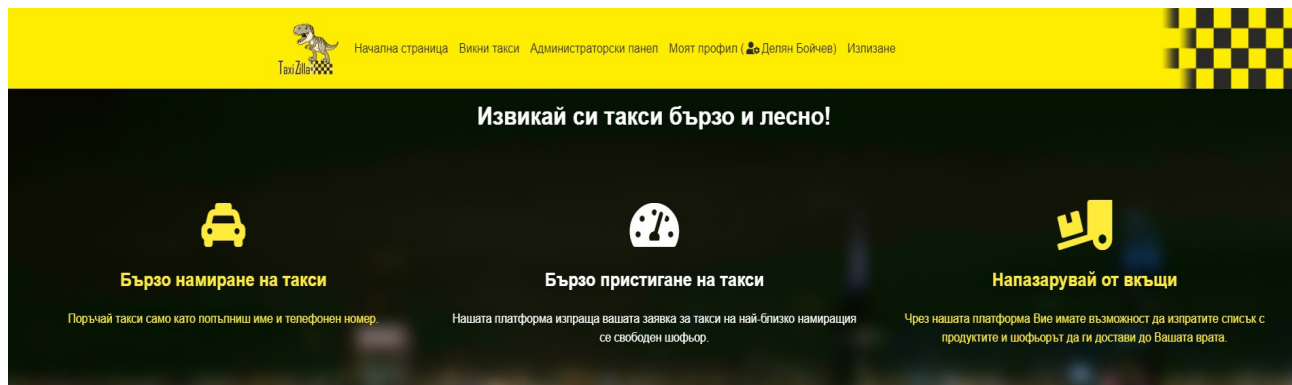 TaxiZilla
Начална страница Викни такси Администраторски панел Моят профил (Делян Бойчев) Излизане
Извикай си такси бързо и лесно!
Бързо намиране на такси
Поръчай такси само като попълниш име и телефонен номер.
Бързо пристигане на такси
Нашата платформа изпраща вашата заявка за такси на най-близко намиращия
се свободен шофьор.
Напазарувай от вкъщи
Чрез нашата платформа Вие имате възможност да изпратите списък с
продуктите и шофьорът да ги достави до Вашата врата.